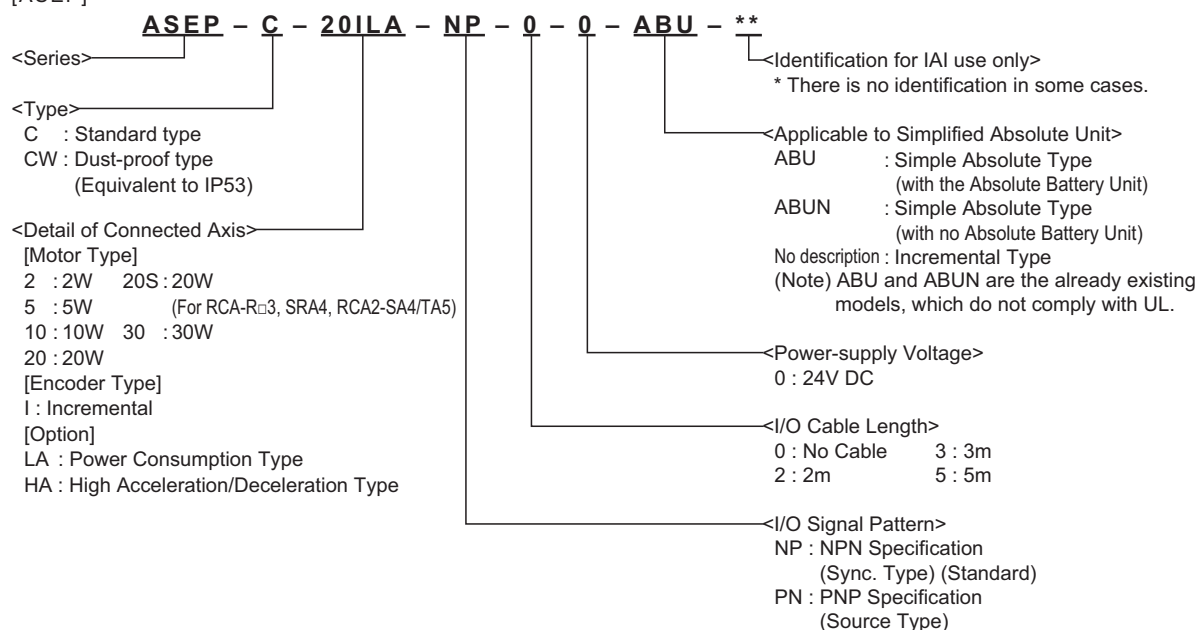 [ASEP]
ASEP – C – 20ILA – NP – 0 – 0 – ABU – **
<Series>
<Type>
C : Standard type
CW : Dust-proof type
(Equivalent to IP53)
<Detail of Connected Axis>
[Motor Type]
2 : 2W 20S : 20W
5 : 5W (For RCA-R□3, SRA4, RCA2-SA4/TA5)
10 : 10W 30 : 30W
20 : 20W
[Encoder Type]
I : Incremental
[Option]
LA : Power Consumption Type
HA : High Acceleration/Deceleration Type
<Identification for IAI use only>
* There is no identification in some cases.
<Applicable to Simplified Absolute Unit>
ABU : Simple Absolute Type
(with the Absolute Battery Unit)
ABUN : Simple Absolute Type
(with no Absolute Battery Unit)
No description : Incremental Type
(Note) ABU and ABUN are the already existing
models, which do not comply with UL.
<Power-supply Voltage>
0 : 24V DC
<I/O Cable Length>
0 : No Cable 3 : 3m
2 : 2m 5 : 5m
<I/O Signal Pattern>
NP : NPN Specification
(Sync. Type) (Standard)
PN : PNP Specification
(Source Type)